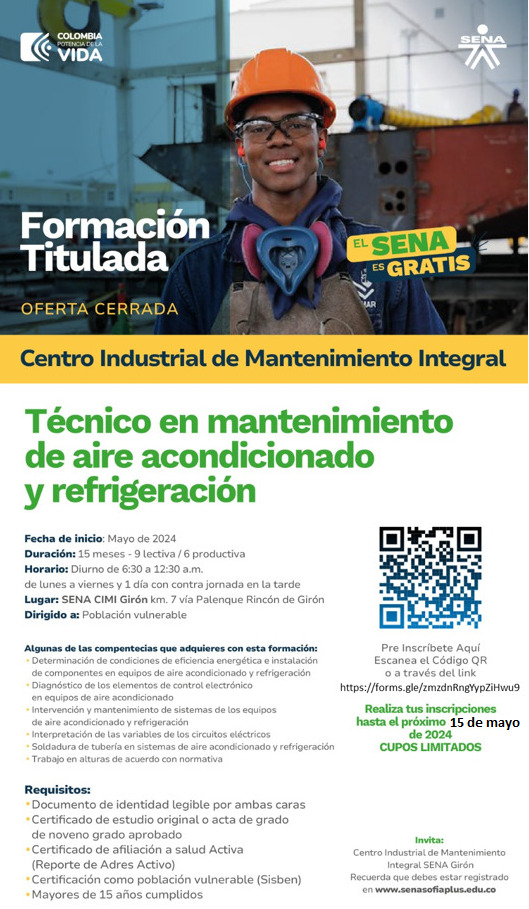 COLOMBIA
POTENCIA DE LA
VIDA
SENA
Formación
Titulada
EL SENA
ES GRATIS
OFERTA CERRADA
Centro Industrial de Mantenimiento Integral
Técnico en mantenimiento
de aire acondicionado
y refrigeración
Fecha de inicio: Mayo de 2024
Duración: 15 meses - 9 lectiva / 6 productiva
Horario: Diurno de 6:30 a 12:30 a.m.
de lunes a viernes y 1 día con contra jornada en la tarde
Lugar: SENA CIMI Girón km. 7 vía Palenque Rincón de Girón
Dirigido a: Población vulnerable
Algunas de las compentecias que adquieres con esta formación:
• Determinación de condiciones de eficiencia energética e instalación
de componentes en equipos de aire acondicionado y refrigeración
• Diagnóstico de los elementos de control electrónico
en equipos de aire acondicionado
• Intervención y mantenimiento de sistemas de los equipos
de aire acondicionado y refrigeración
• Interpretación de las variables de los circuitos eléctricos
• Soldadura de tubería en sistemas de aire acondicionado y refrigeración
• Trabajo en alturas de acuerdo con normativa
Requisitos:
• Documento de identidad legible por ambas caras
• Certificado de estudio original o acta de grado
de noveno grado aprobado
• Certificado de afiliación a salud Activa
(Reporte de Adres Activo)
• Certificación como población vulnerable (Sisben)
• Mayores de 15 años cumplidos
Pre Inscríbete Aquí
Escanea el Código QR
o a través del link
https://forms.gle/zmzdnRngYypZiHwu9
Realiza tus inscripciones
hasta el próximo 15 de mayo
de 2024
CUPOS LIMITADOS
Invita:
Centro Industrial de Mantenimiento
Integral SENA Girón
Recuerda que debes estar registrado
en www.senasofiaplus.edu.co